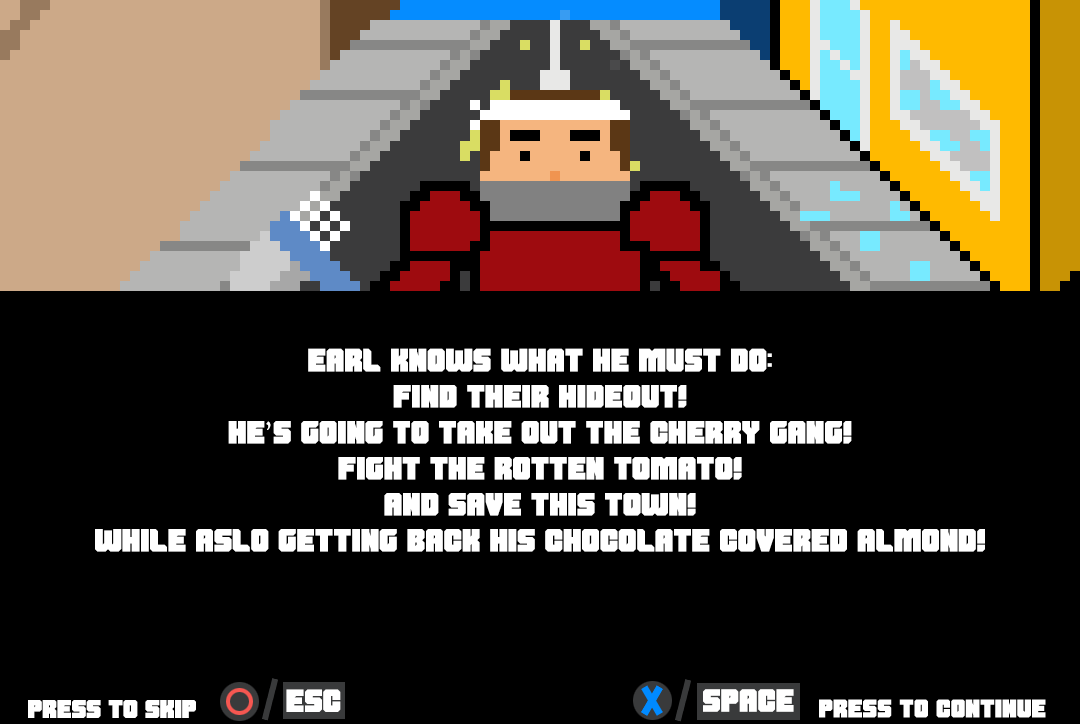 EARL KNOWS WHAT HE MUST DO:
FIND THEIR HIDEOUT!
HE'S GOING TO TAKE OUT THE CHERRY GANG!
FIGHT THE ROTTEN TOMATO!
AND SAVE THIS TOWN!
WHILE ASLO GETTING BACK HIS CHOCOLATE COVERED ALMOND!
PRESS TO SKIP O / ESC X / SPACE PRESS TO CONTINUE